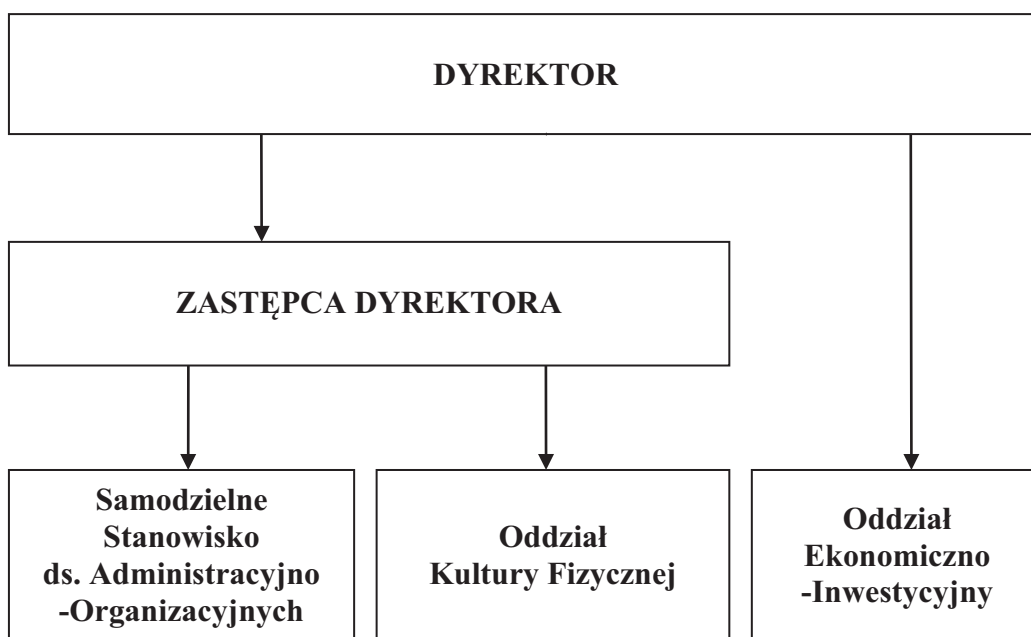 DYREKTOR
ZASTĘPCA DYREKTORA
Samodzielne
Stanowisko
ds. Administracyjno
-Organizacyjnych
Oddział
Kultury Fizycznej
Oddział
Ekonomiczno
-Inwestycyjny